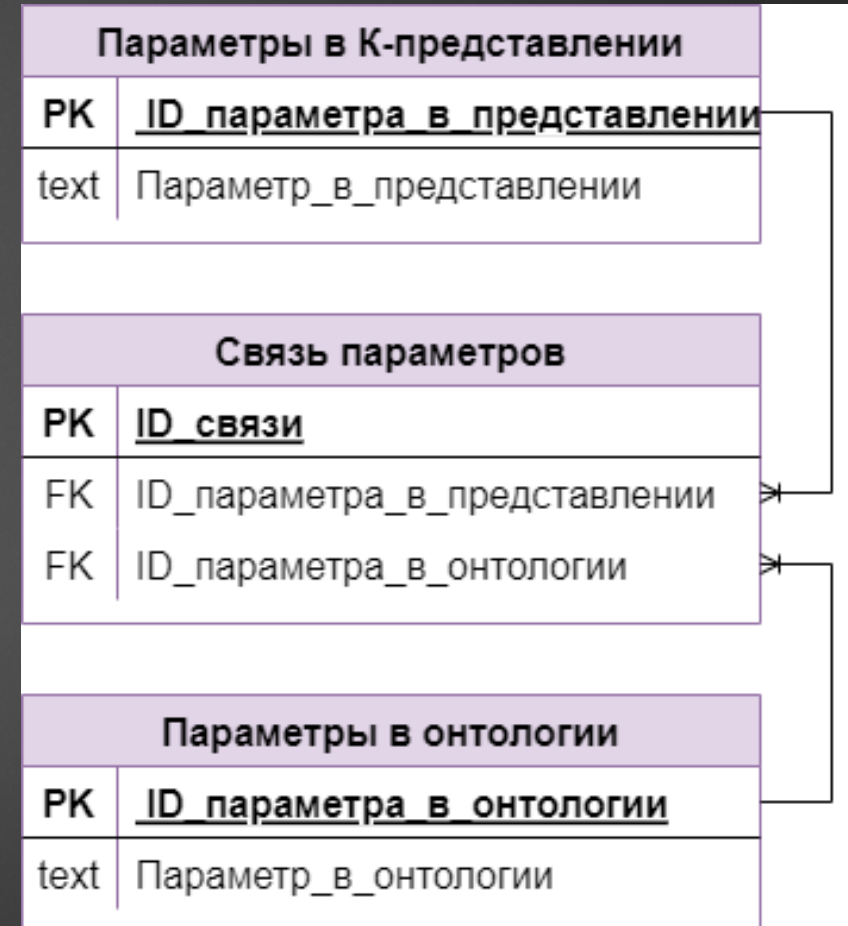 Параметры в К-представлении
PK ID_параметра_в_представлении
text Параметр_в_представлении
Связь параметров
PK ID_связи
FK ID_параметра_в_представлении
FK ID_параметра_в_онтологии
Параметры в онтологии
PK ID_параметра_в_онтологии
text Параметр_в_онтологии